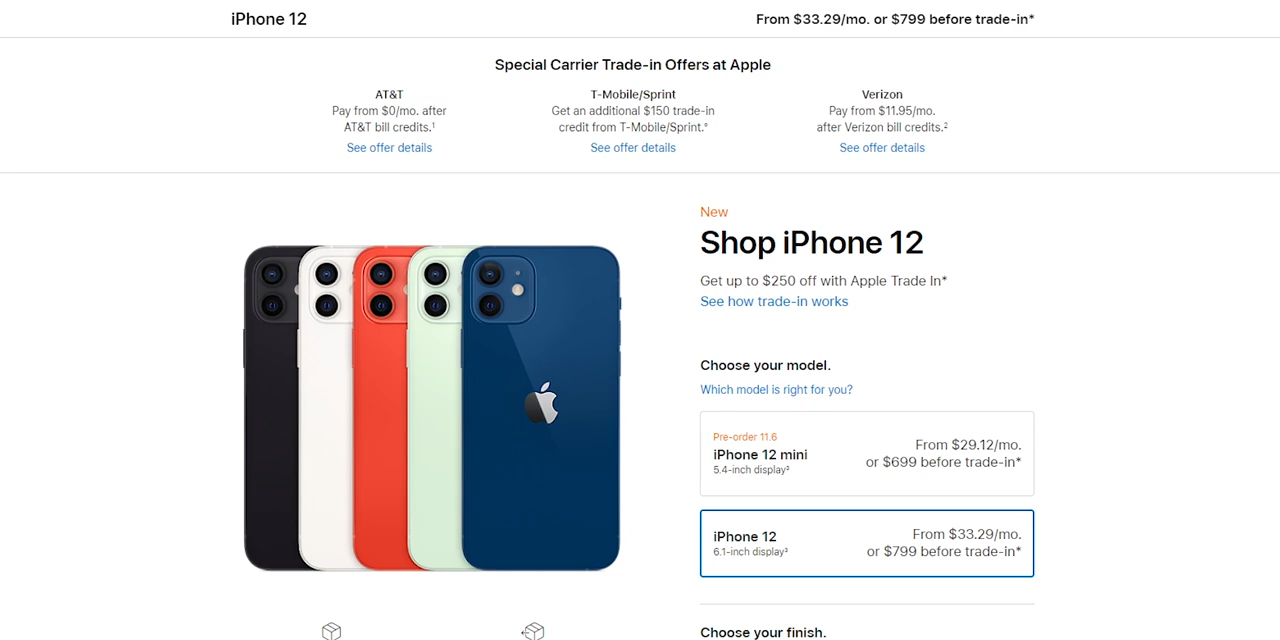 iPhone 12
From $33.29/mo. or $799 before trade-in*
Special Carrier Trade-in Offers at Apple
AT&T
Pay from $0/mo. after
AT&T bill credits.¹
See offer details
T-Mobile/Sprint
Get an additional $150 trade-in
credit from T-Mobile/Sprint.°
See offer details
Verizon
Pay from $11.95/mo.
after Verizon bill credits.²
See offer details
New
Shop iPhone 12
Get up to $250 off with Apple Trade In*
See how trade-in works
Choose your model.
Which model is right for you?
Pre-order 11.6
iPhone 12 mini
5.4-inch display³
From $29.12/mo.
or $699 before trade-in*
iPhone 12
6.1-inch display³
From $33.29/mo.
or $799 before trade-in*
Choose your finish.